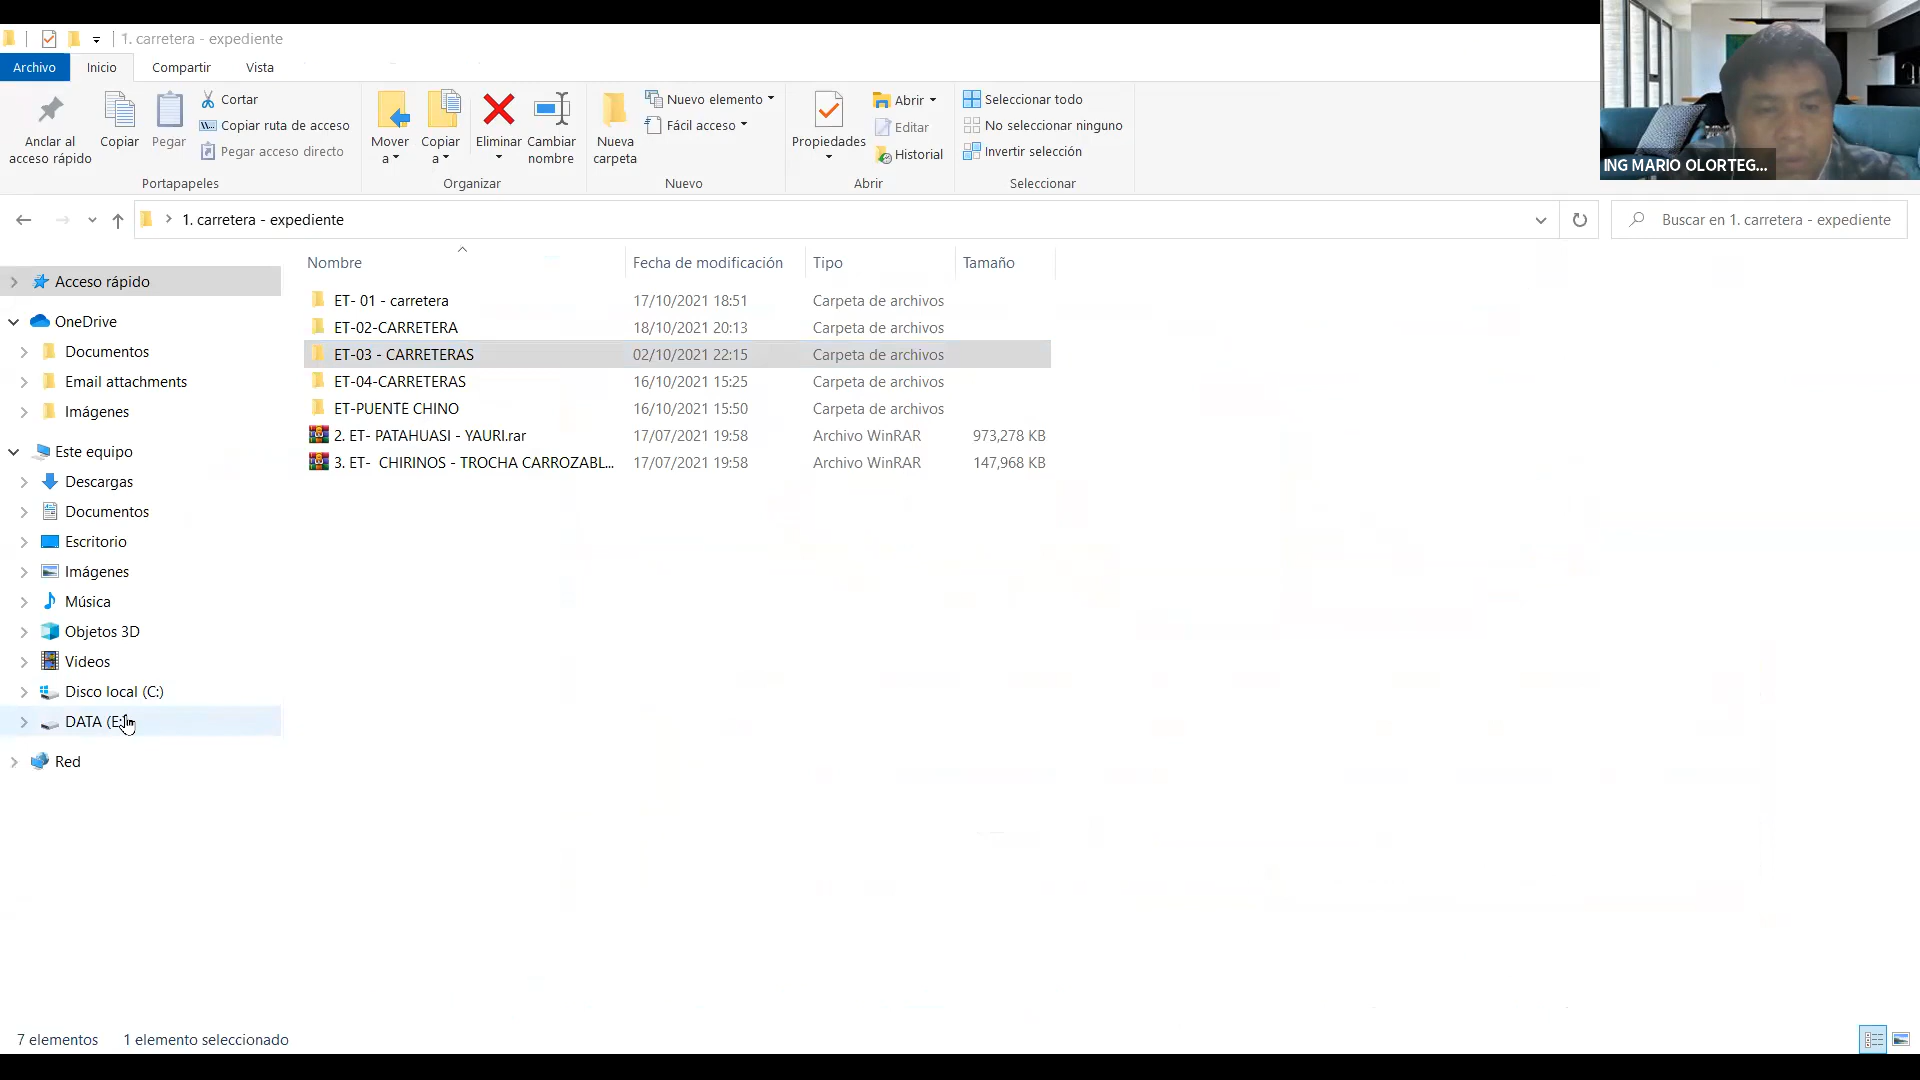 1. carretera - expediente
Archivo Inicio Compartir Vista
Anclar al acceso rápido
Copiar
Pegar
Cortar
Copiar ruta de acceso
Pegar acceso directo
Portapapeles
Mover a
Copiar a
Eliminar
Cambiar nombre
Organizar
Nueva carpeta
Nuevo elemento
Fácil acceso
Nuevo
Propiedades
Abrir
Editar
Historial
Abrir
Seleccionar todo
No seleccionar ninguno
Invertir selección
Seleccionar
ING MARIO OLORTEG...
1. carretera - expediente
Buscar en 1. carretera - expediente
Acceso rápido
OneDrive
Documentos
Email attachments
Imágenes
Este equipo
Descargas
Documentos
Escritorio
Imágenes
Música
Objetos 3D
Videos
Disco local (C:)
DATA (E:)
Red
Nombre Fecha de modificación Tipo Tamaño
ET- 01 - carretera 17/10/2021 18:51 Carpeta de archivos
ET-02-CARRETERA 18/10/2021 20:13 Carpeta de archivos
ET-03 - CARRETERAS 02/10/2021 22:15 Carpeta de archivos
ET-04-CARRETERAS 16/10/2021 15:25 Carpeta de archivos
ET-PUENTE CHINO 16/10/2021 15:50 Carpeta de archivos
2. ET- PATAHUASI - YAURI.rar 17/07/2021 19:58 Archivo WinRAR 973,278 KB
3. ET- CHIRINOS - TROCHA CARROZABL... 17/07/2021 19:58 Archivo WinRAR 147,968 KB
7 elementos 1 elemento seleccionado